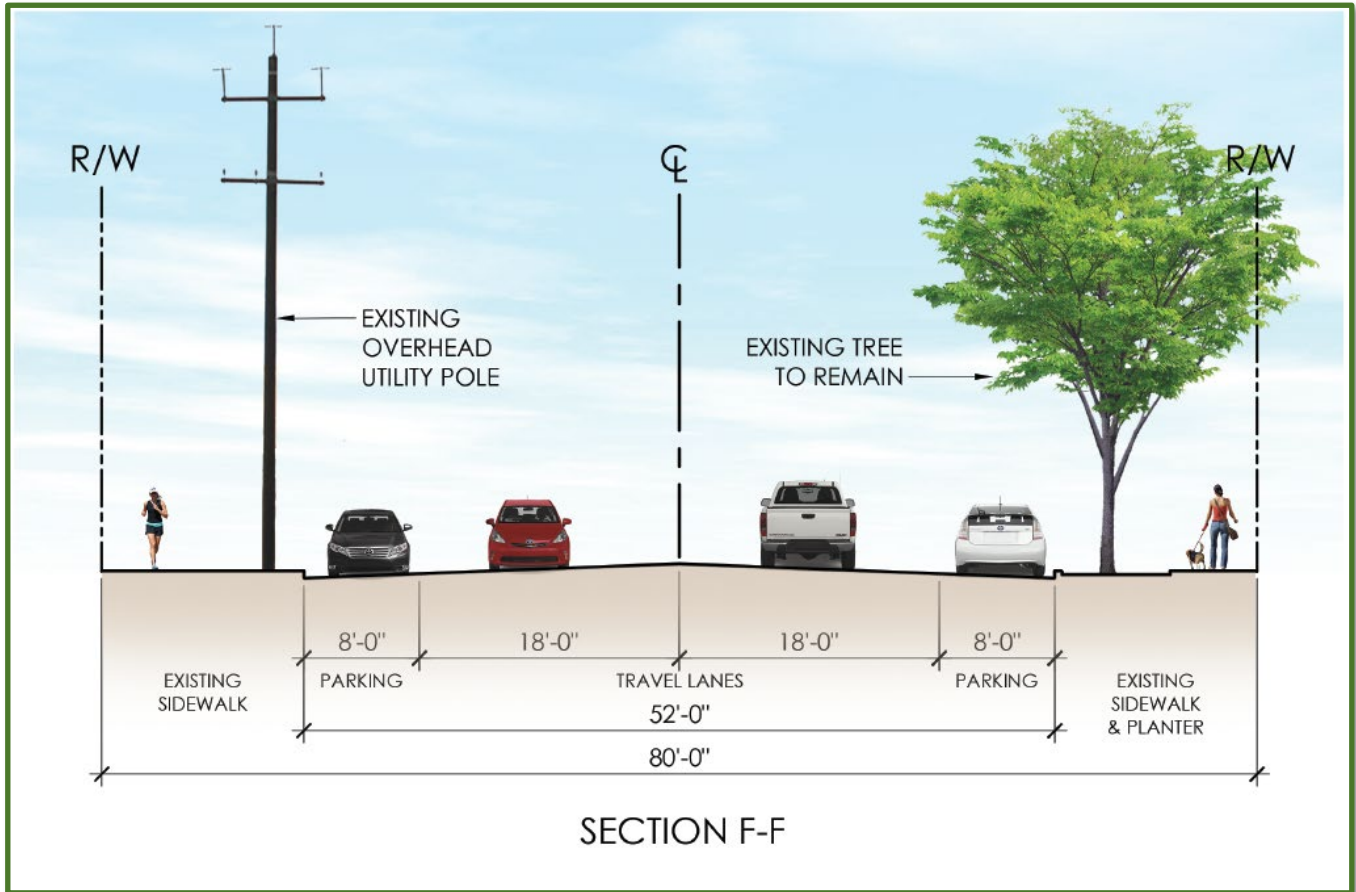 R/W
℄
R/W
EXISTING
OVERHEAD
UTILITY POLE
EXISTING TREE
TO REMAIN
8'-0"
18'-0"
18'-0"
8'-0"
EXISTING
SIDEWALK
PARKING
TRAVEL LANES
PARKING
EXISTING
SIDEWALK
& PLANTER
52'-0"
80'-0"
SECTION F-F